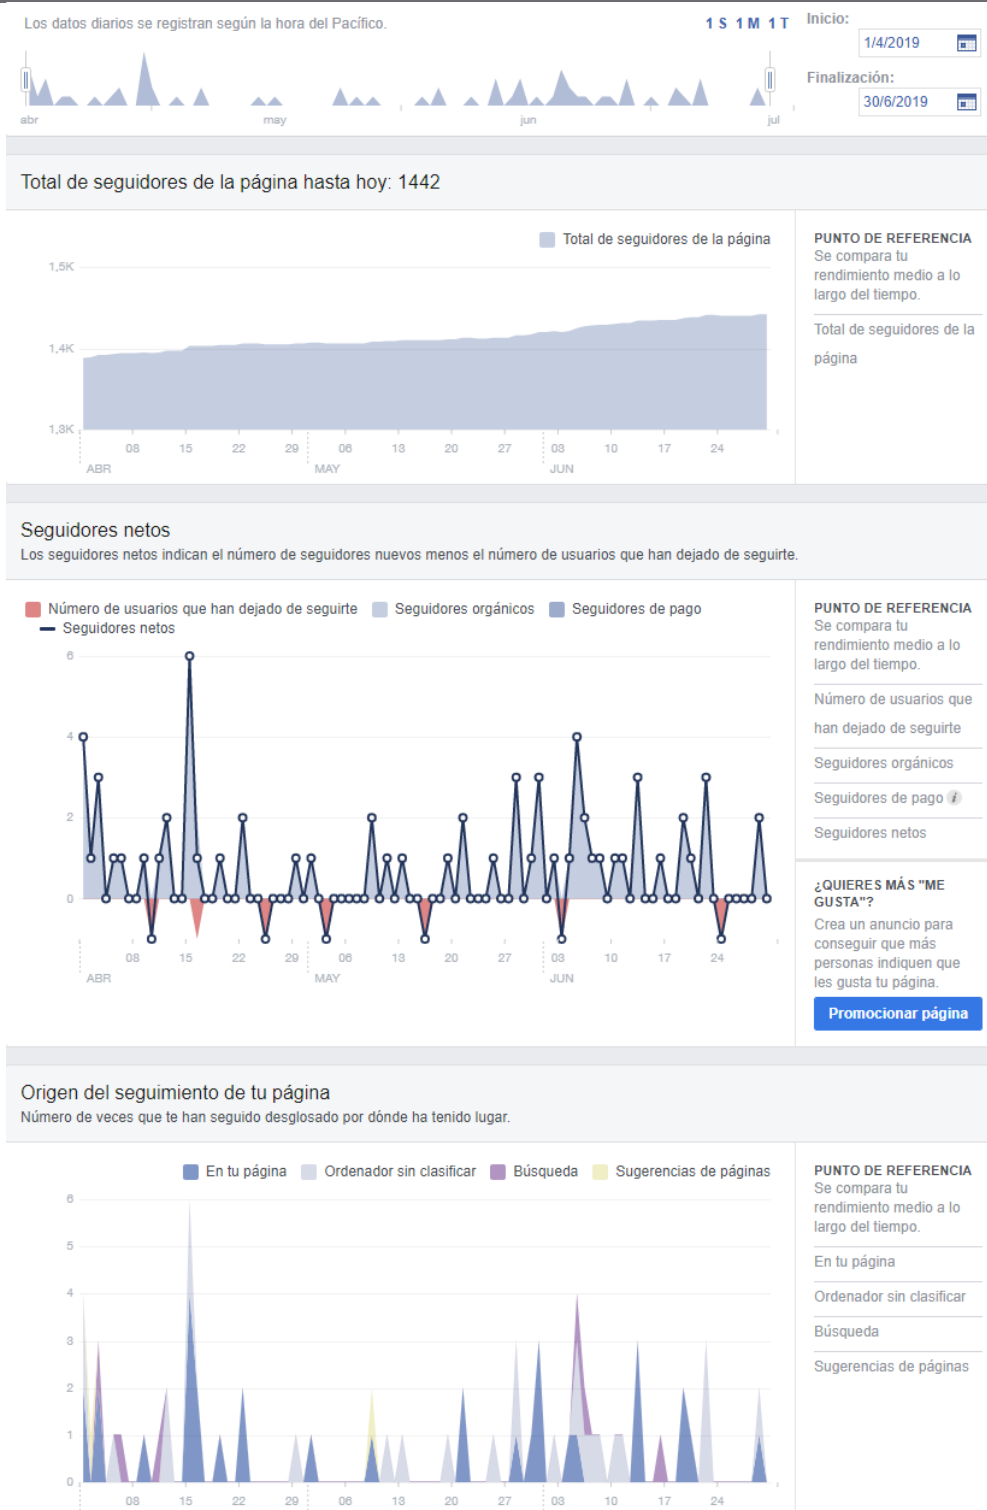 Los datos diarios se registran según la hora del Pacífico.
1 S 1 M 1 T
Inicio:
1/4/2019
Finalización:
30/6/2019
abr may jun jul
Total de seguidores de la página hasta hoy: 1442
Total de seguidores de la página
1,5K
1,4K
1,3K
08 15 22 29 06 13 20 27 03 10 17 24
ABR MAY JUN
PUNTO DE REFERENCIA
Se compara tu
rendimiento medio a lo
largo del tiempo.
Total de seguidores de la
página
Seguidores netos
Los seguidores netos indican el número de seguidores nuevos menos el número de usuarios que han dejado de seguirte.
Número de usuarios que han dejado de seguirte Seguidores orgánicos Seguidores de pago
Seguidores netos
6
4
2
0
08 15 22 29 06 13 20 27 03 10 17 24
ABR MAY JUN
PUNTO DE REFERENCIA
Se compara tu
rendimiento medio a lo
largo del tiempo.
Número de usuarios que
han dejado de seguirte
Seguidores orgánicos
Seguidores de pago i
Seguidores netos
¿QUIERES MÁS "ME
GUSTA"?
Crea un anuncio para
conseguir que más
personas indiquen que
les gusta tu página.
Promocionar página
Origen del seguimiento de tu página
Número de veces que te han seguido desglosado por dónde ha tenido lugar.
En tu página Ordenador sin clasificar Búsqueda Sugerencias de páginas
6
5
4
3
2
1
0
08 15 22 29 06 13 20 27 03 10 17 24
PUNTO DE REFERENCIA
Se compara tu
rendimiento medio a lo
largo del tiempo.
En tu página
Ordenador sin clasificar
Búsqueda
Sugerencias de páginas